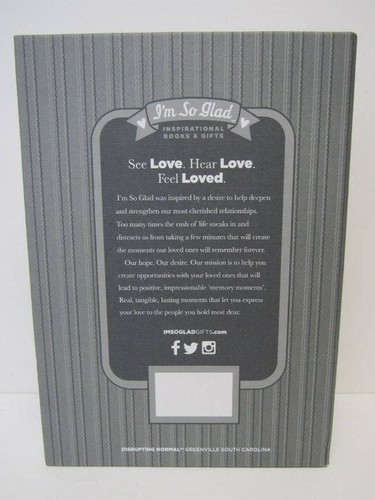 I'm So Glad
INSPIRATIONAL
BOOKS & GIFTS
See Love. Hear Love.
Feel Loved.
I'm So Glad was inspired by a desire to help deepen
and strengthen our most cherished relationships.
Too many times the rush of life sneaks in and
distracts us from taking a few minutes that will create
the moments our loved ones will remember forever.
Our hope. Our desire. Our mission is to help you
create opportunities with your loved ones that will
lead to positive, impressionable 'memory moments'.
Real, tangible, lasting moments that let you express
your love to the people you hold most dear.
IMSOGLADGIFTS.com
DISRUPTING NORMAL™ GREENVILLE SOUTH CAROLINA